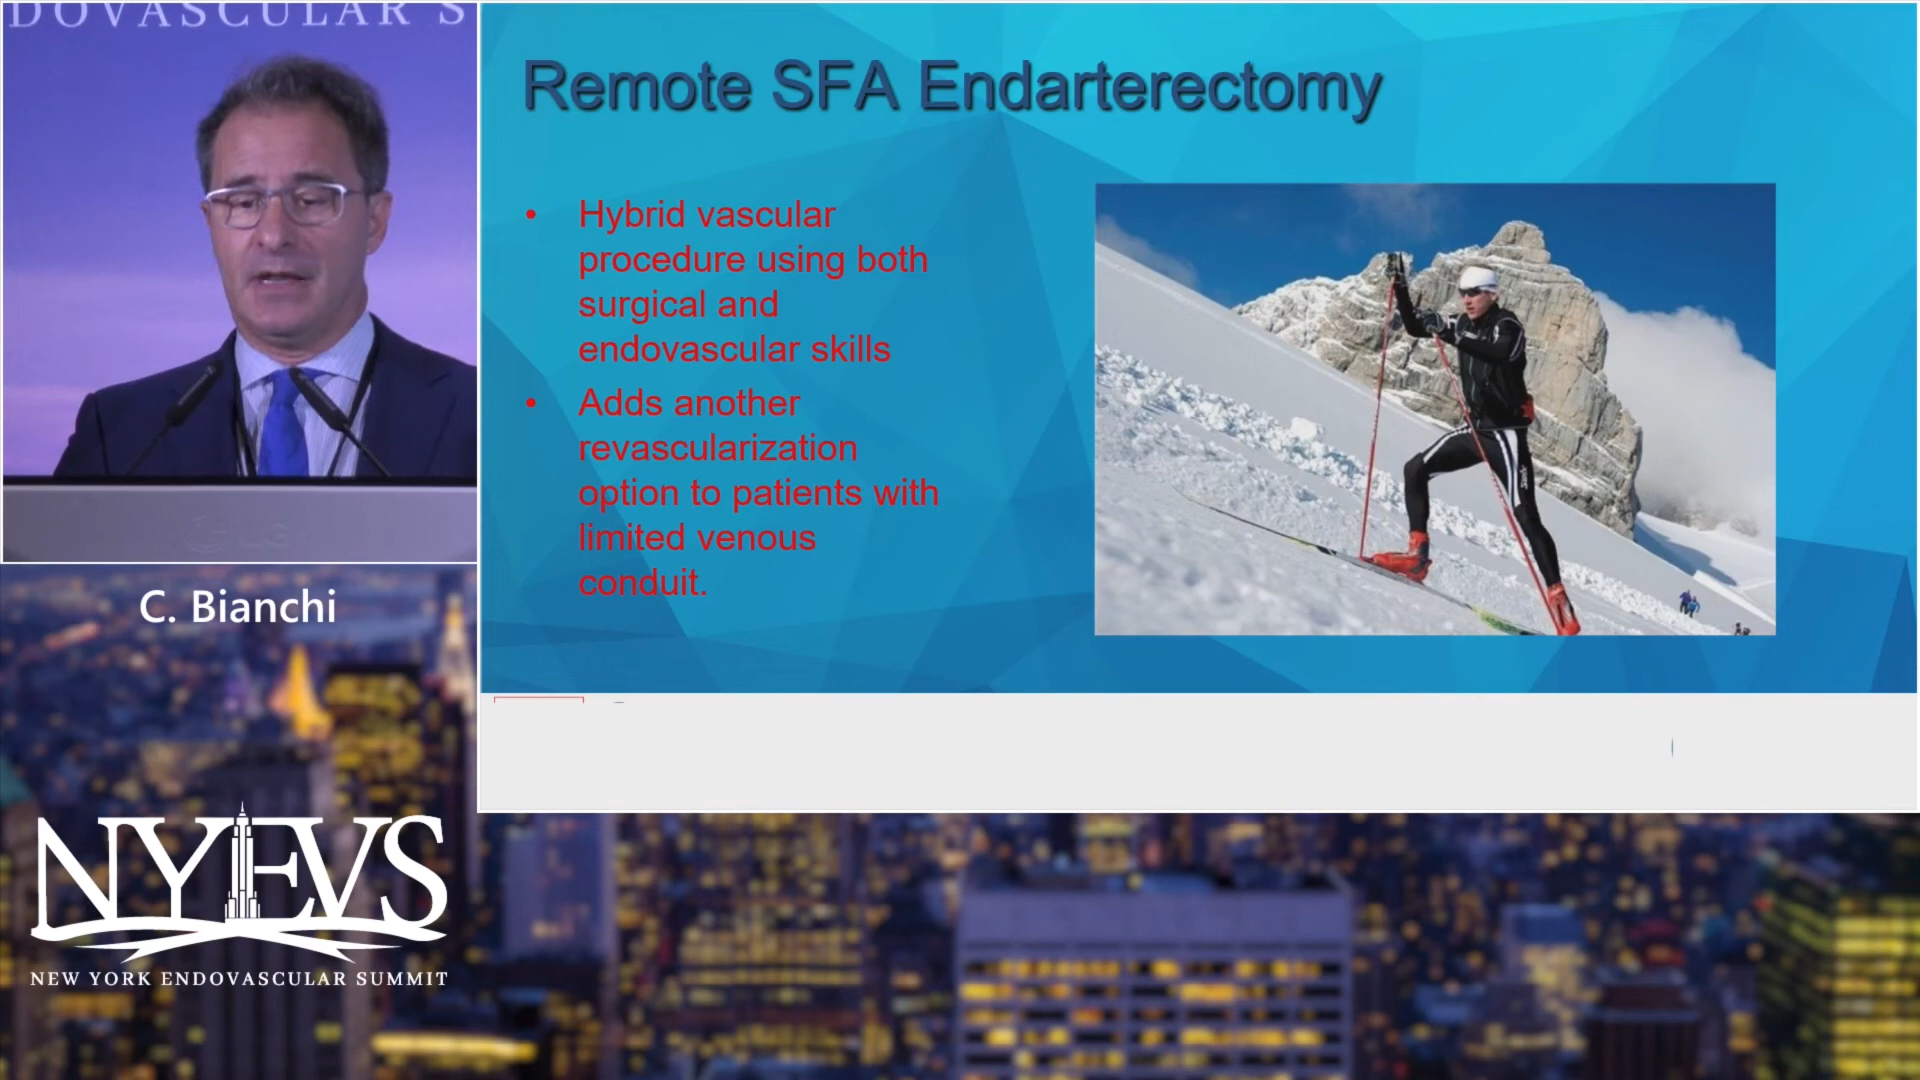 DOVASCULAR S
Remote SFA Endarterectomy
• Hybrid vascular
procedure using both
surgical and
endovascular skills
• Adds another
revascularization
option to patients with
limited venous
conduit.
C. Bianchi
NYEVS
NEW YORK ENDOVASCULAR SUMMIT